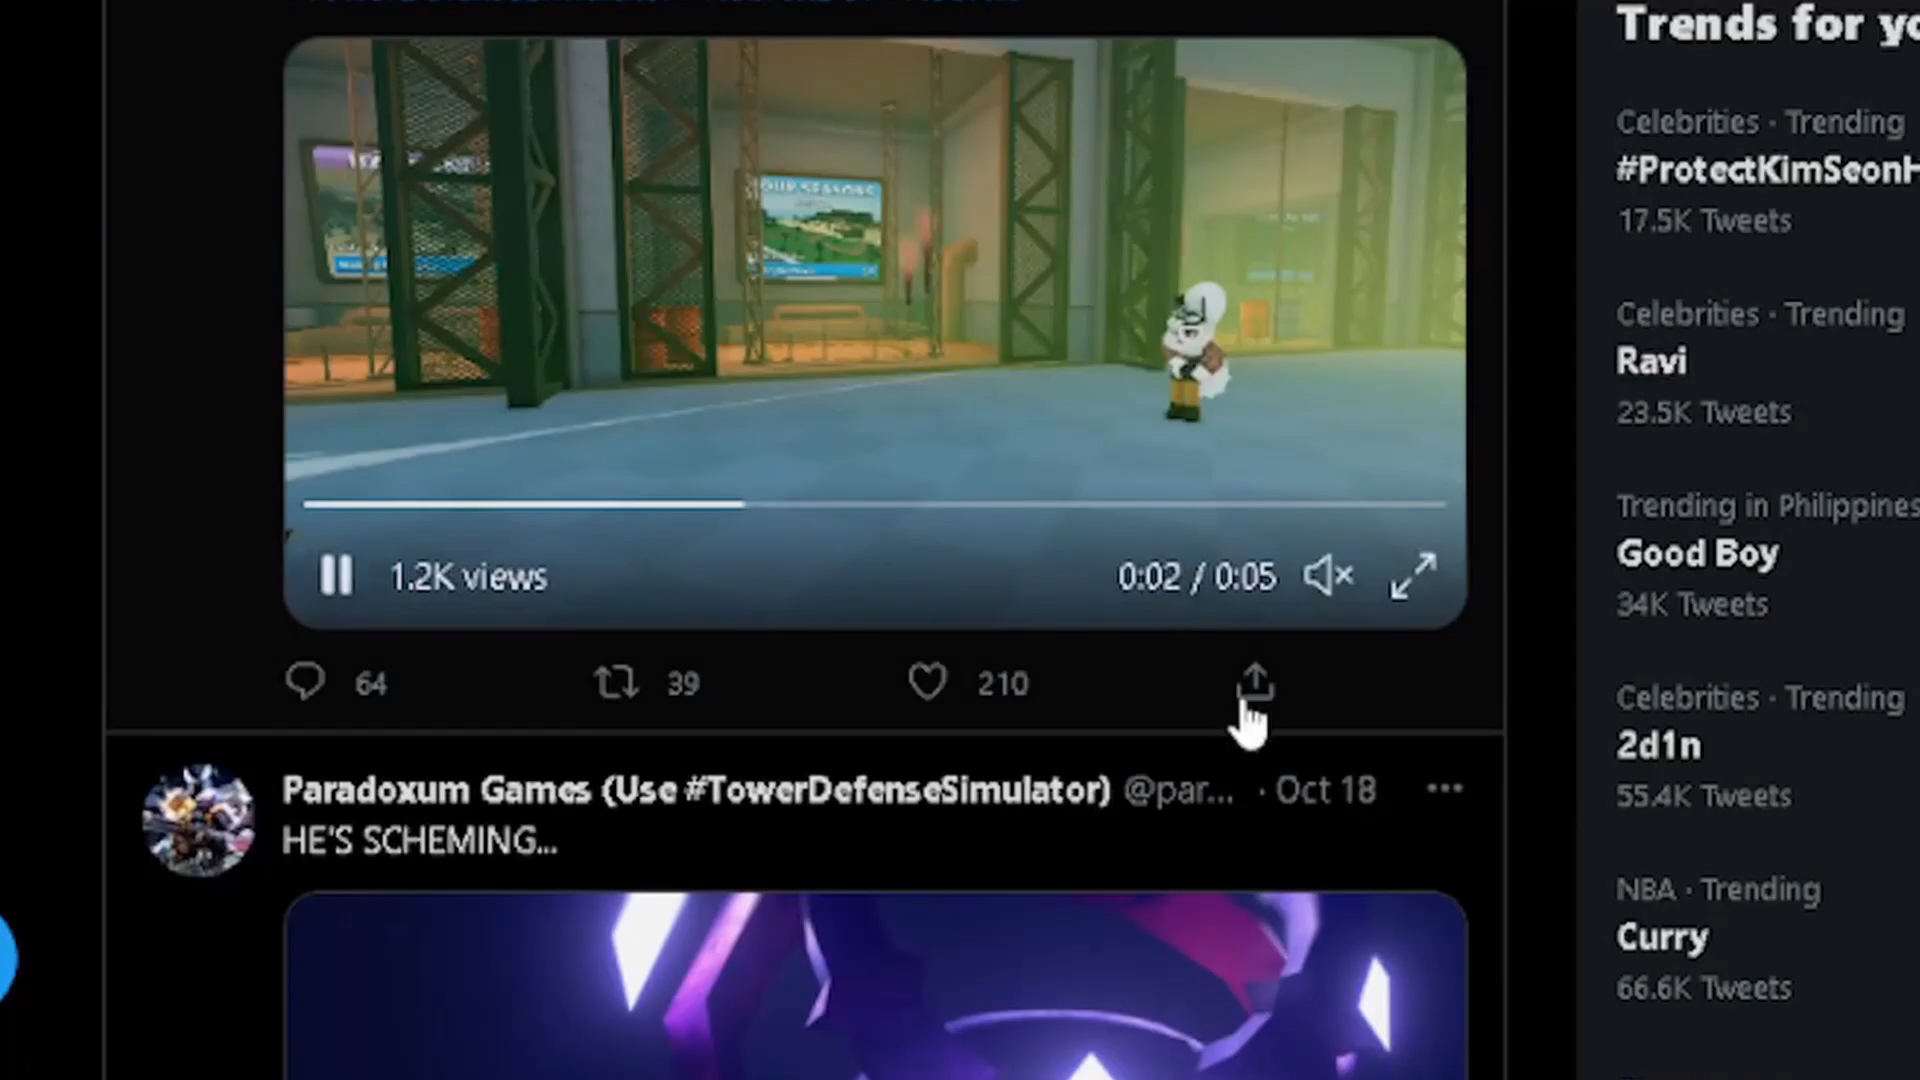 Trends for yo
Celebrities · Trending
#ProtectKimSeonH
17.5K Tweets
Celebrities · Trending
Ravi
23.5K Tweets
Trending in Philippines
Good Boy
34K Tweets
Celebrities · Trending
2d1n
55.4K Tweets
NBA · Trending
Curry
66.6K Tweets
OUR SEASONS
1.2K views
0:02 / 0:05
64
39
210
Paradoxum Games (Use #TowerDefenseSimulator) @par... · Oct 18
HE'S SCHEMING...